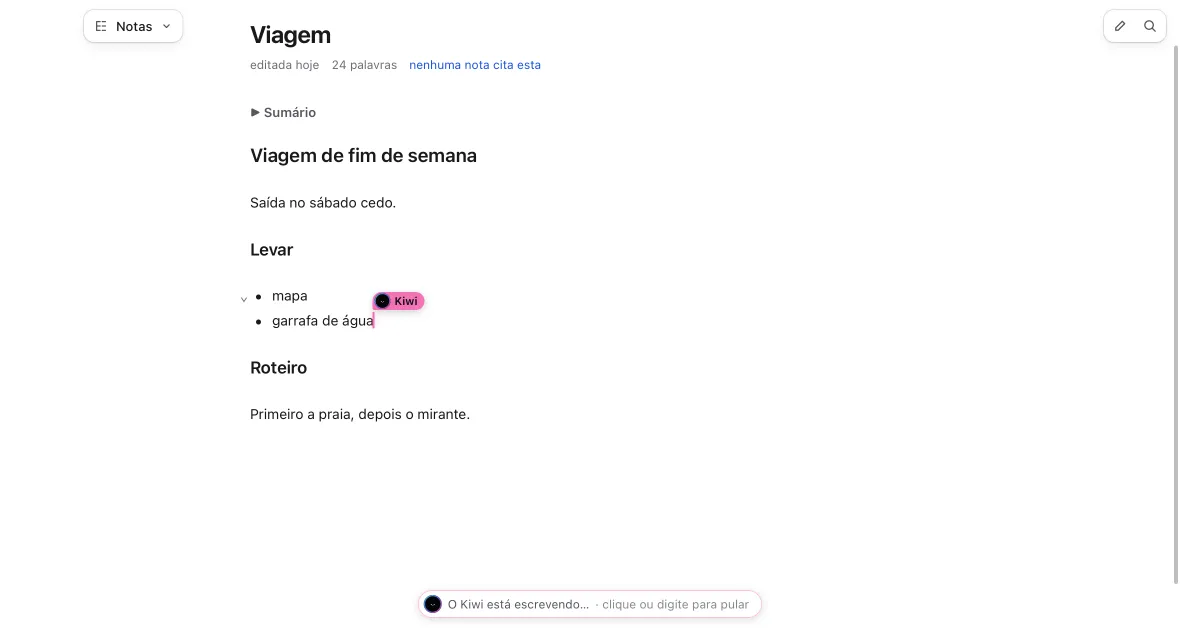 Notas
Viagem
editada hoje 24 palavras nenhuma nota cita esta
▶ Sumário
Viagem de fim de semana
Saída no sábado cedo.
Levar
• mapa
Kiwi
• garrafa de água
Roteiro
Primeiro a praia, depois o mirante.
O Kiwi está escrevendo... · clique ou digite para pular